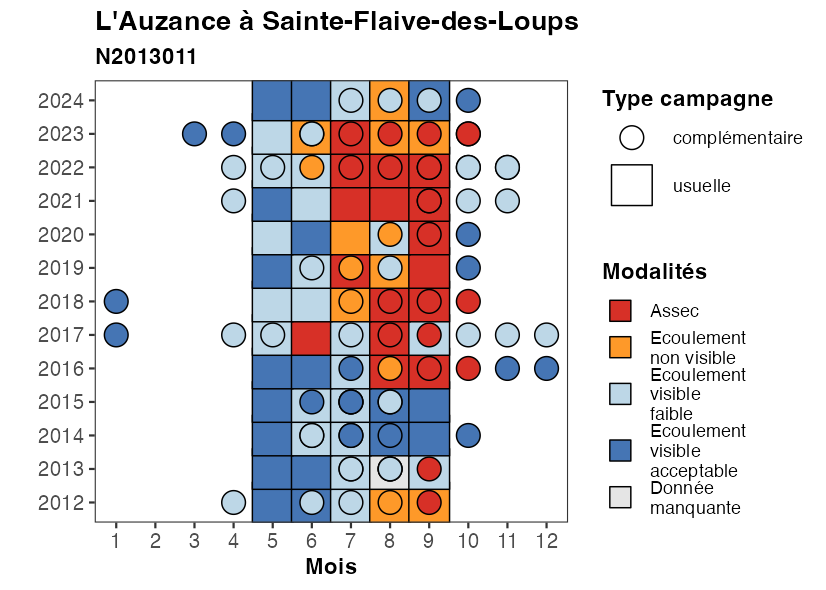 L'Auzance à Sainte-Flaive-des-Loups
N2013011
2024
2023
2022
2021
2020
2019
2018
2017
2016
2015
2014
2013
2012
1 2 3 4 5 6 7 8 9 10 11 12
Mois
Type campagne
complémentaire
usuelle
Modalités
Assec
Ecoulement
non visible
Ecoulement
visible
faible
Ecoulement
visible
acceptable
Donnée
manquante